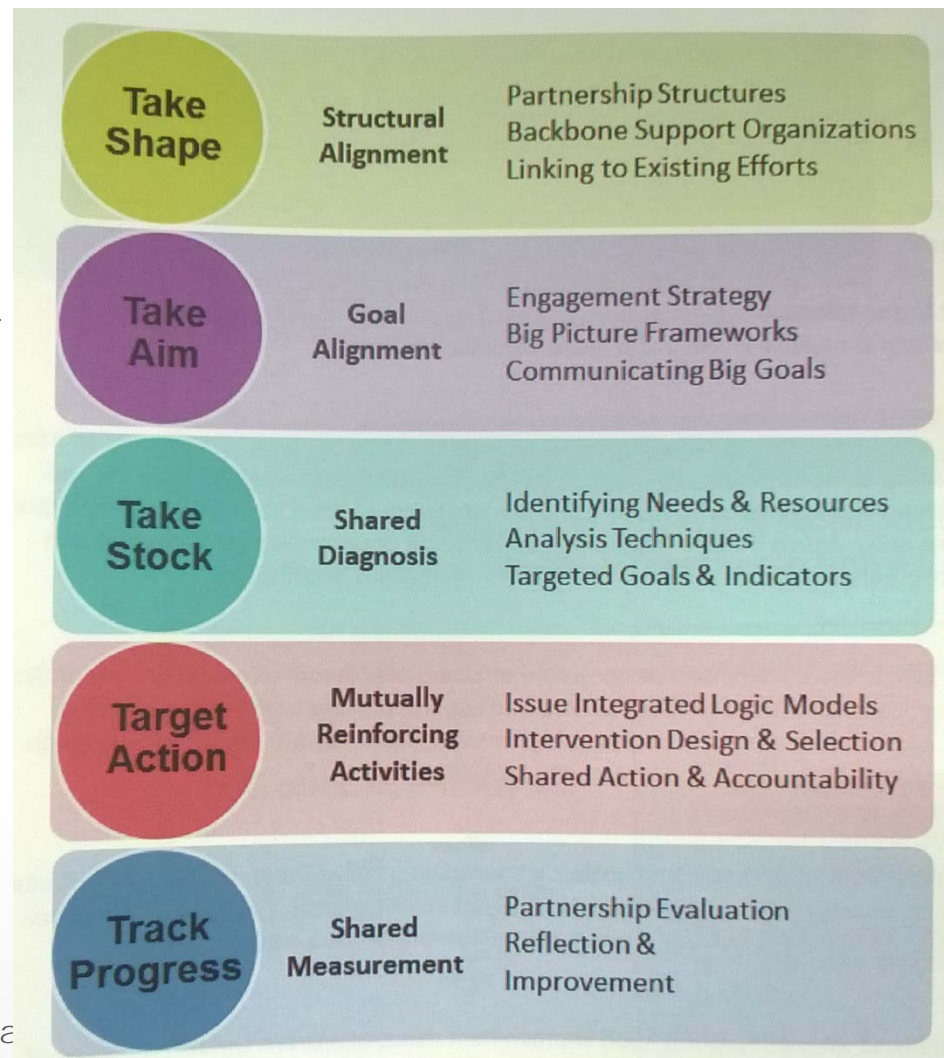 Take
Shape
Structural
Alignment
Partnership Structures
Backbone Support Organizations
Linking to Existing Efforts
Take
Aim
Goal
Alignment
Engagement Strategy
Big Picture Frameworks
Communicating Big Goals
Take
Stock
Shared
Diagnosis
Identifying Needs & Resources
Analysis Techniques
Targeted Goals & Indicators
Target
Action
Mutually
Reinforcing
Activities
Issue Integrated Logic Models
Intervention Design & Selection
Shared Action & Accountability
Track
Progress
Shared
Measurement
Partnership Evaluation
Reflection &
Improvement